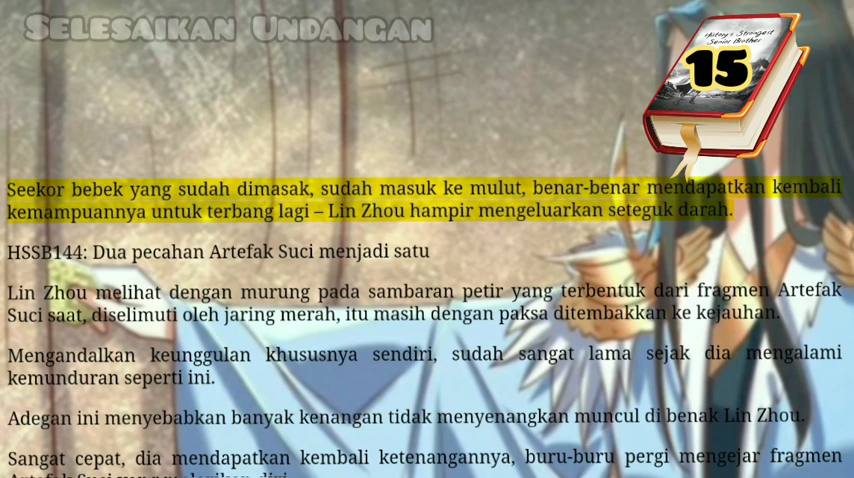 Selesaikan Undangan
History's Strongest
Senior Brother
15
Seekor bebek yang sudah dimasak, sudah masuk ke mulut, benar-benar mendapatkan kembali
kemampuannya untuk terbang lagi – Lin Zhou hampir mengeluarkan seteguk darah.
HSSB144: Dua pecahan Artefak Suci menjadi satu
Lin Zhou melihat dengan murung pada sambaran petir yang terbentuk dari fragmen Artefak
Suci saat, diselimuti oleh jaring merah, itu masih dengan paksa ditembakkan ke kejauhan.
Mengandalkan keunggulan khususnya sendiri, sudah sangat lama sejak dia mengalami
kemunduran seperti ini.
Adegan ini menyebabkan banyak kenangan tidak menyenangkan muncul di benak Lin Zhou.
Sangat cepat, dia mendapatkan kembali ketenangannya, buru-buru pergi mengejar fragmen